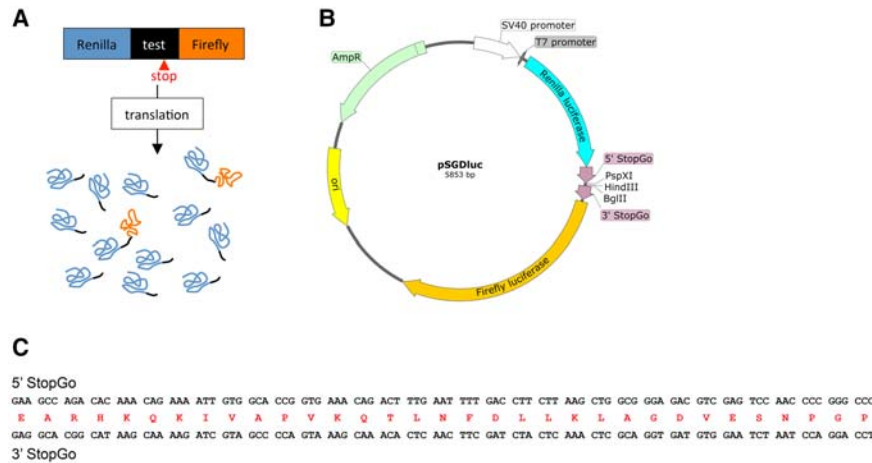 A
Renilla test Firefly
stop
translation
B
SV40 promoter
T7 promoter
AmpR
Renilla luciferase
pSGDluc
5853 bp
5' StopGo
PspXI
HindIII
BglII
3' StopGo
ori
Firefly luciferase
C
5' StopGo
GAA GCC AGA CAC AAA CAG AAA ATT GTG GCA CCG GTG AAA CAG ACT TTG AAT TTT GAC CTT CTT AAG CTG GCG GGA GAC GTC GAG TCC AAC CCC GGG CCC
E A R H K Q K I V A P V K Q T L N F D L L K L A G D V E S N P G P
GAG GCA CGG CAT AAG CAA AAG ATC GTA GCC CCA GTA AAG CAA ACA CTC AAC TTC GAT CTA CTC AAA CTC GCA GGT GAT GTG GAA TCT AAT CCA GGA CCT
3' StopGo